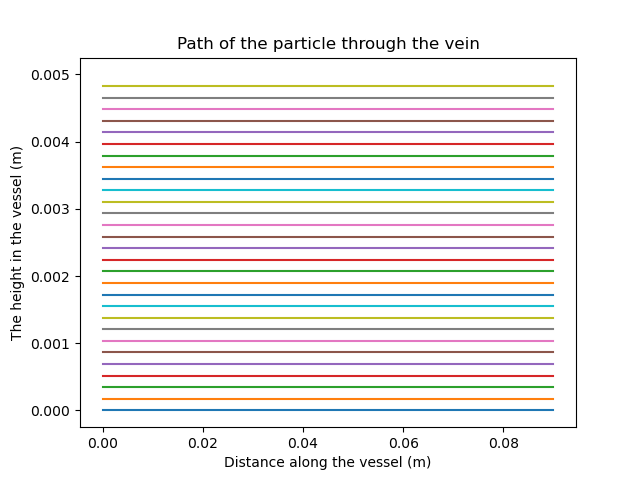 Path of the particle through the vein
0.005
0.004
0.003
0.002
0.001
0.000
The height in the vessel (m)
0.00 0.02 0.04 0.06 0.08
Distance along the vessel (m)